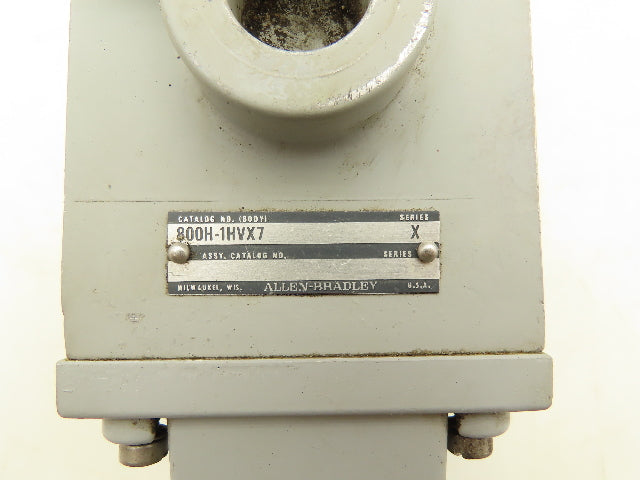 CATALOG NO. (BODY) SERIES
800H-1HVX7 X
ASSY. CATALOG NO. SERIES
MILWAUKEE, WIS. ALLEN-BRADLEY U.S.A.